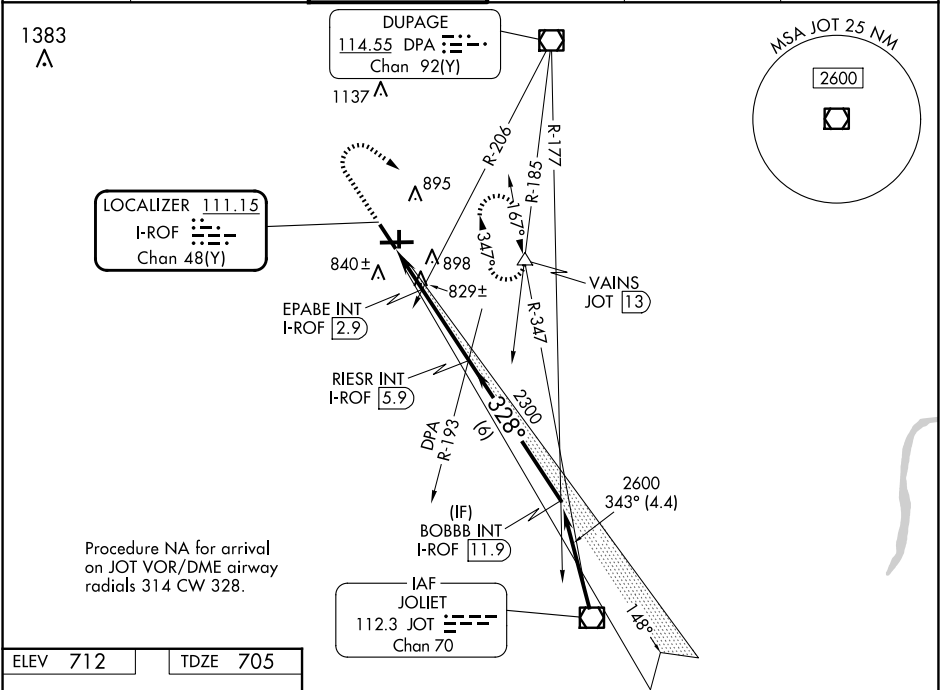 1383
DUPAGE
114.55 DPA
Chan 92(Y)
1137
MSA JOT 25 NM
2600
R-206
R-177
R-185
895
167°
347°
LOCALIZER 111.15
I-ROF
Chan 48(Y)
840±
898
829±
VAINS
JOT 13
EPABE INT
I-ROF 2.9
R-347
RIESR INT
I-ROF 5.9
2300
328°
(6)
DPA
R-193
2600
343° (4.4)
(IF)
BOBBB INT
I-ROF 11.9
Procedure NA for arrival
on JOT VOR/DME airway
radials 314 CW 328.
IAF
JOLIET
112.3 JOT
Chan 70
148°
ELEV 712
TDZE 705